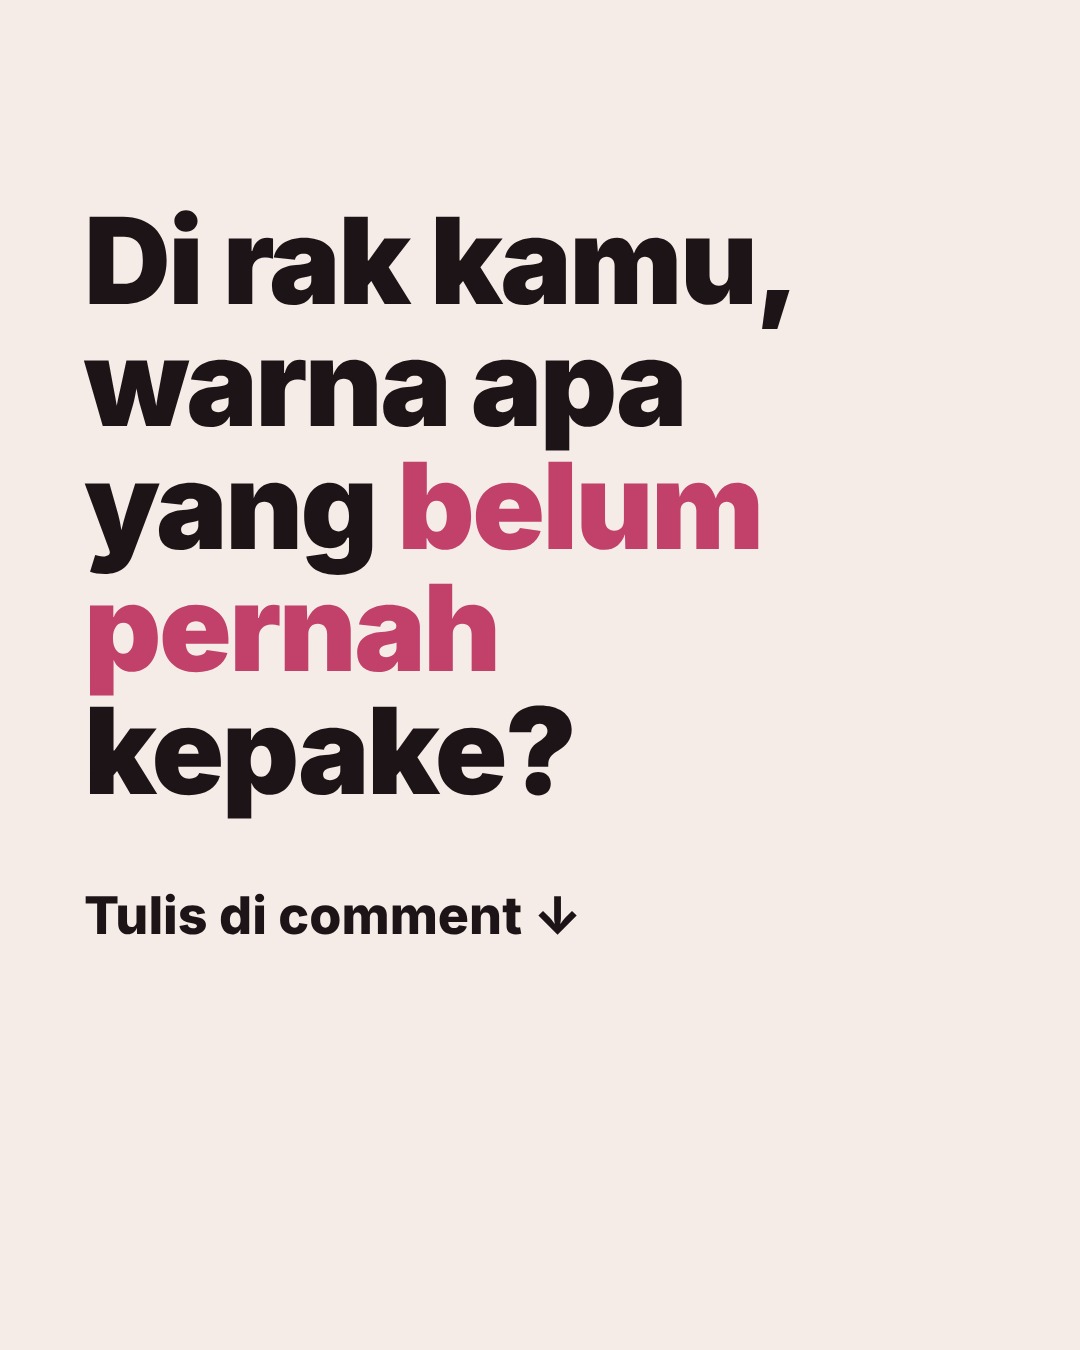 Di rak kamu,
warna apa
yang belum
pernah
kepake?
Tulis di comment ↓